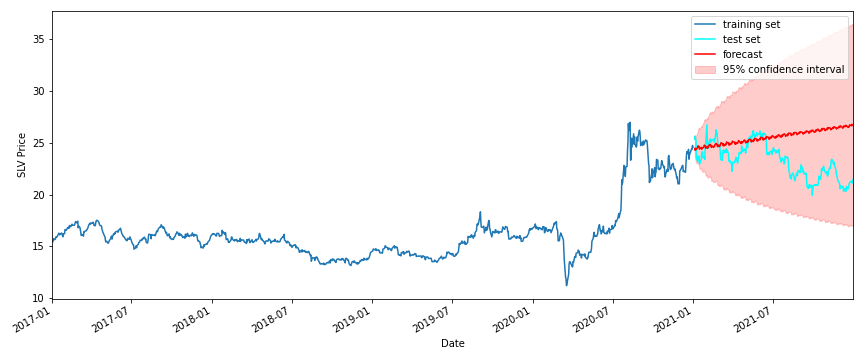 training set
test set
forecast
95% confidence interval
35
30
25
20
15
10
SLV Price
2017-01
2017-07
2018-01
2018-07
2019-01
2019-07
2020-01
2020-07
2021-01
2021-07
Date